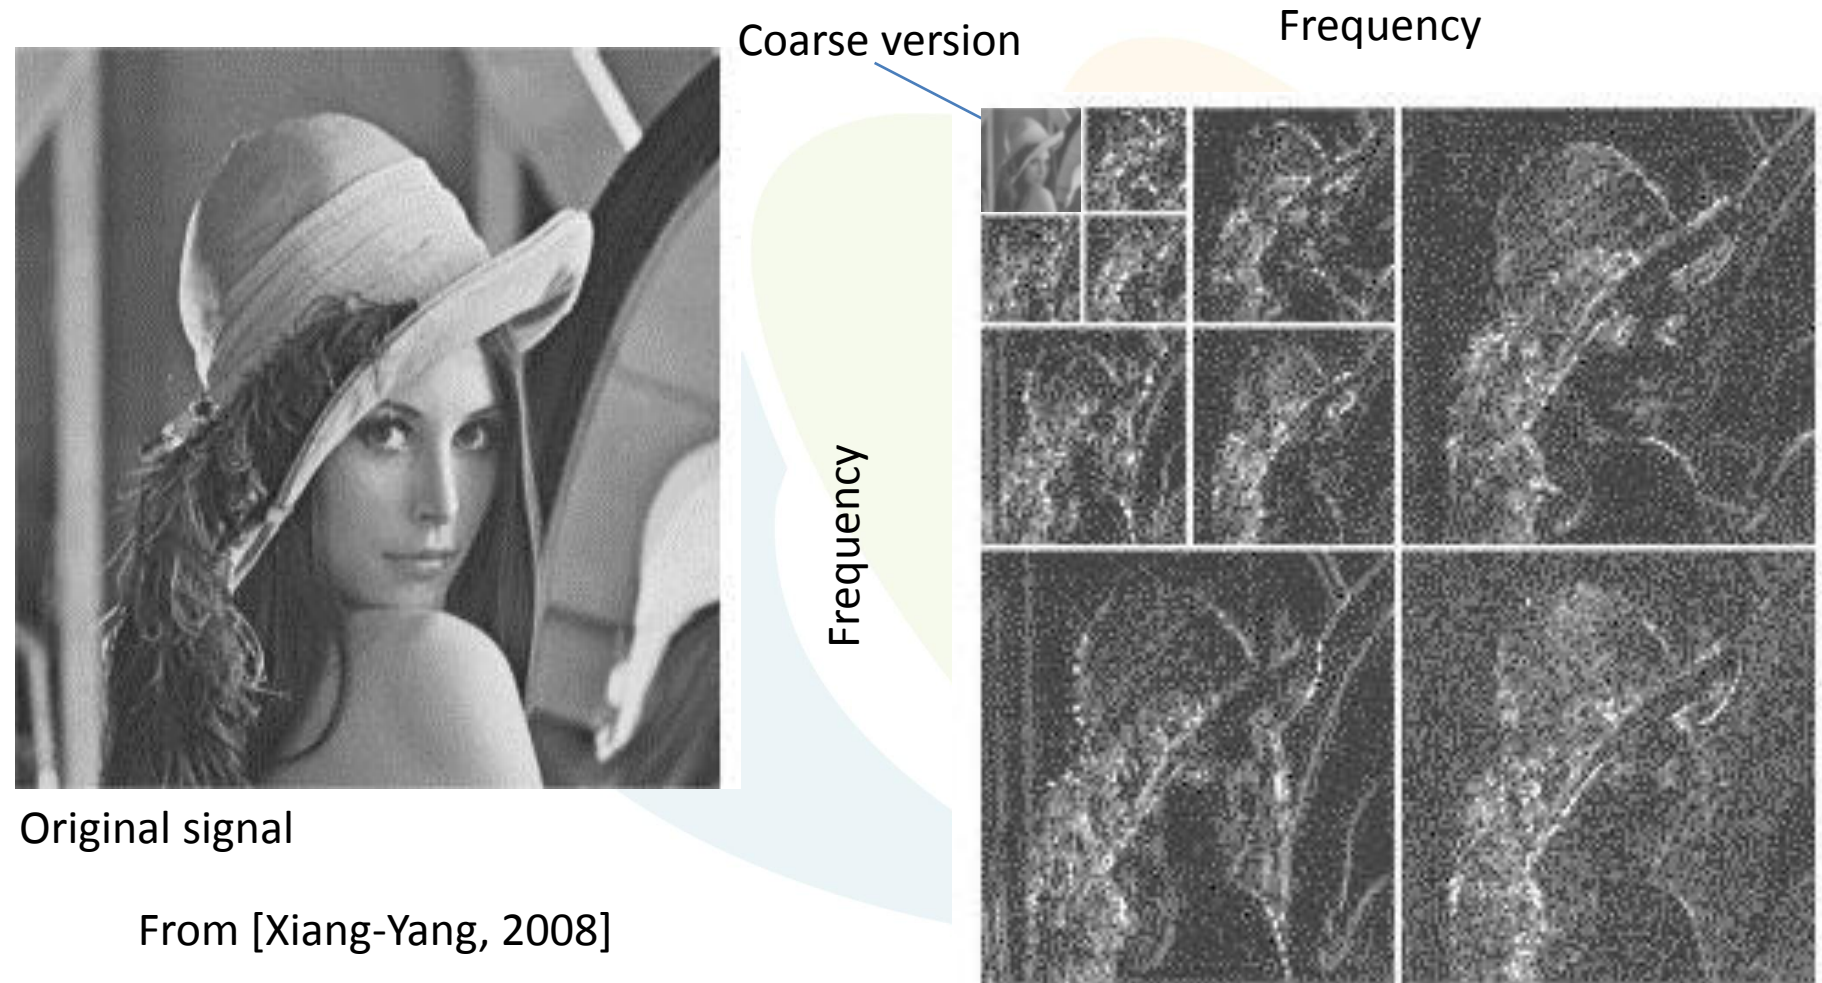 Coarse version
Frequency
Frequency
Original signal
From [Xiang-Yang, 2008]